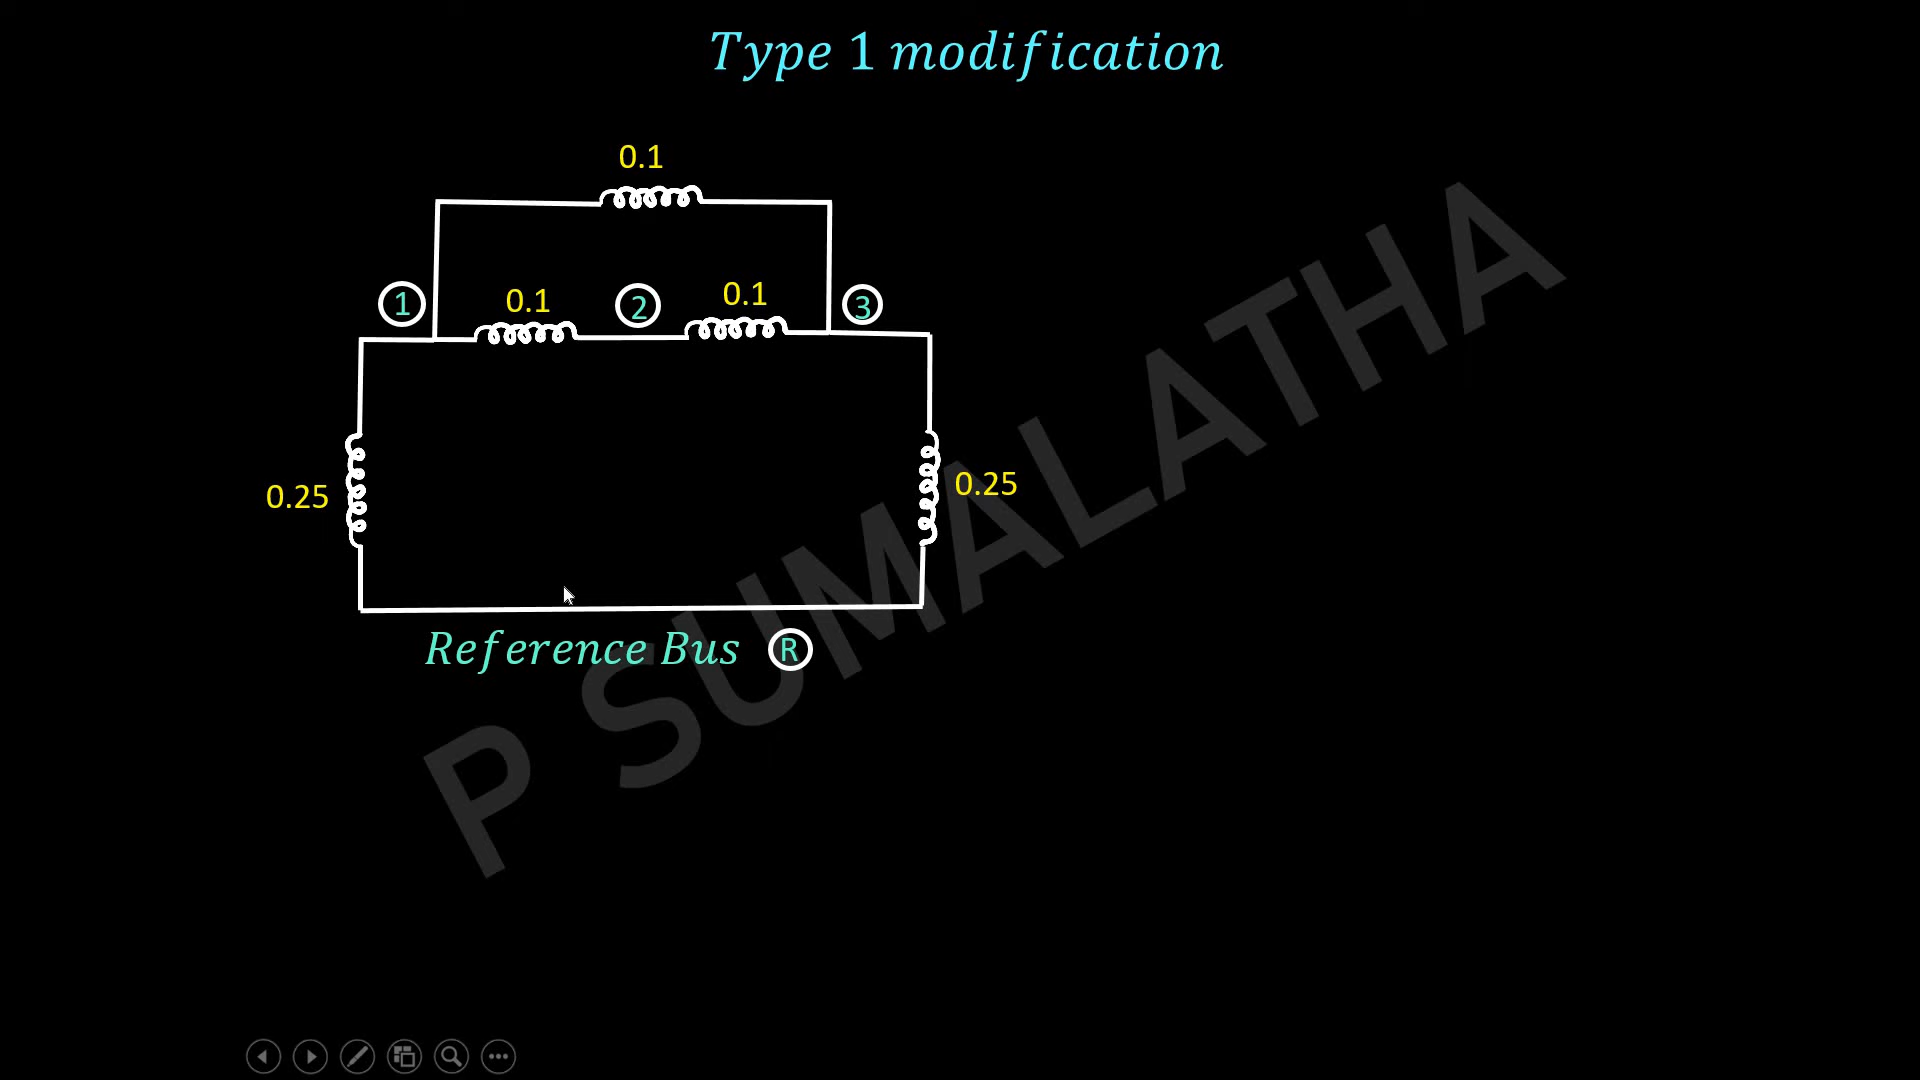 Type 1 modification
0.1
1
0.1
2
0.1
3
0.25
0.25
Reference Bus R
P SUMALATHA